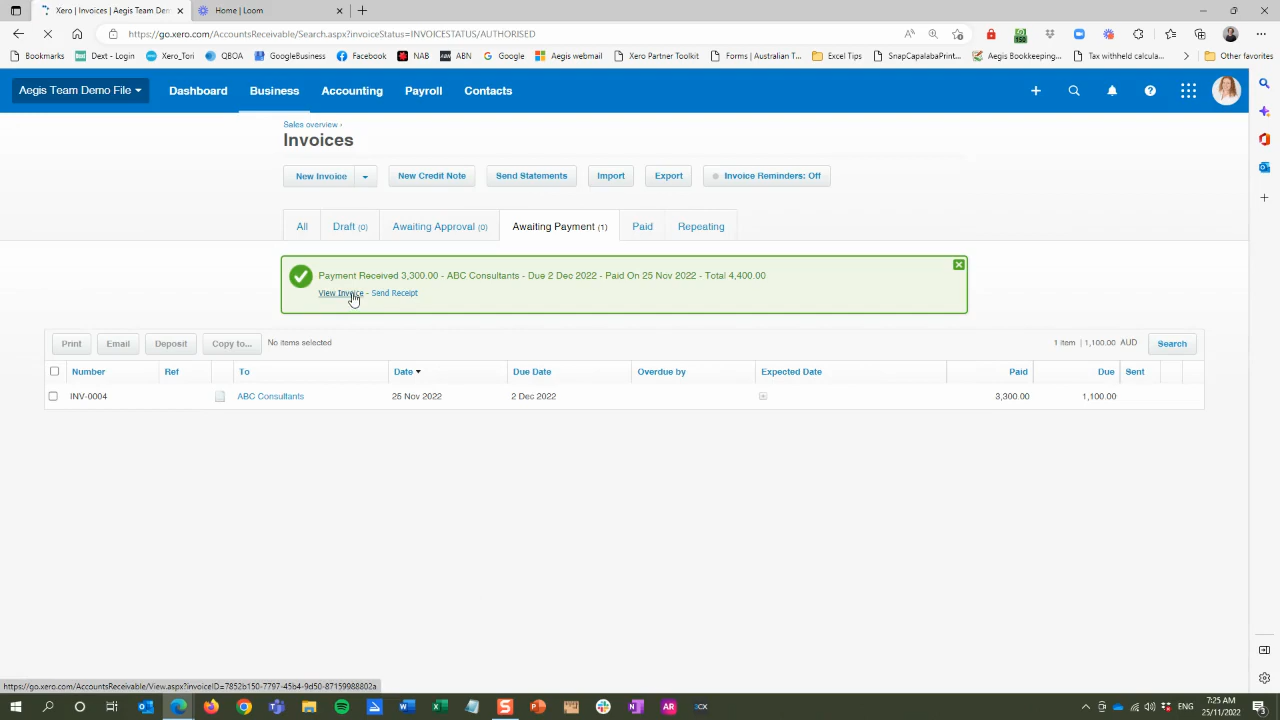 Xero | Invoices | Aegis Team Dem
Home | Loom
https://go.xero.com/AccountsReceivable/Search.aspx?invoiceStatus=INVOICESTATUS/AUTHORISED
Bookmarks
Dext - Login
Xero_Tori
QBOA
GoogleBusiness
Facebook
NAB
ABN
Google
Aegis webmail
Xero Partner Toolkit
Forms | Australian T...
Excel Tips
SnapCapalabaPrint...
Aegis Bookkeeping...
Tax withheld calcula...
Other favorites
Aegis Team Demo File
Dashboard
Business
Accounting
Payroll
Contacts
Sales overview ›
Invoices
New Invoice
New Credit Note
Send Statements
Import
Export
Invoice Reminders: Off
All
Draft (0)
Awaiting Approval (0)
Awaiting Payment (1)
Paid
Repeating
Payment Received 3,300.00 - ABC Consultants - Due 2 Dec 2022 - Paid On 25 Nov 2022 - Total 4,400.00
View Invoice - Send Receipt
Print
Email
Deposit
Copy to...
No items selected
1 item | 1,100.00 AUD
Search
Number
Ref
To
Date
Due Date
Overdue by
Expected Date
Paid
Due
Sent
INV-0004
ABC Consultants
25 Nov 2022
2 Dec 2022
3,300.00
1,100.00
https://go.xero.com/AccountsReceivable/View.aspx?invoiceID=7852b150-7797-45b4-9d50-87159988802a
ENG
7:25 AM
25/11/2022